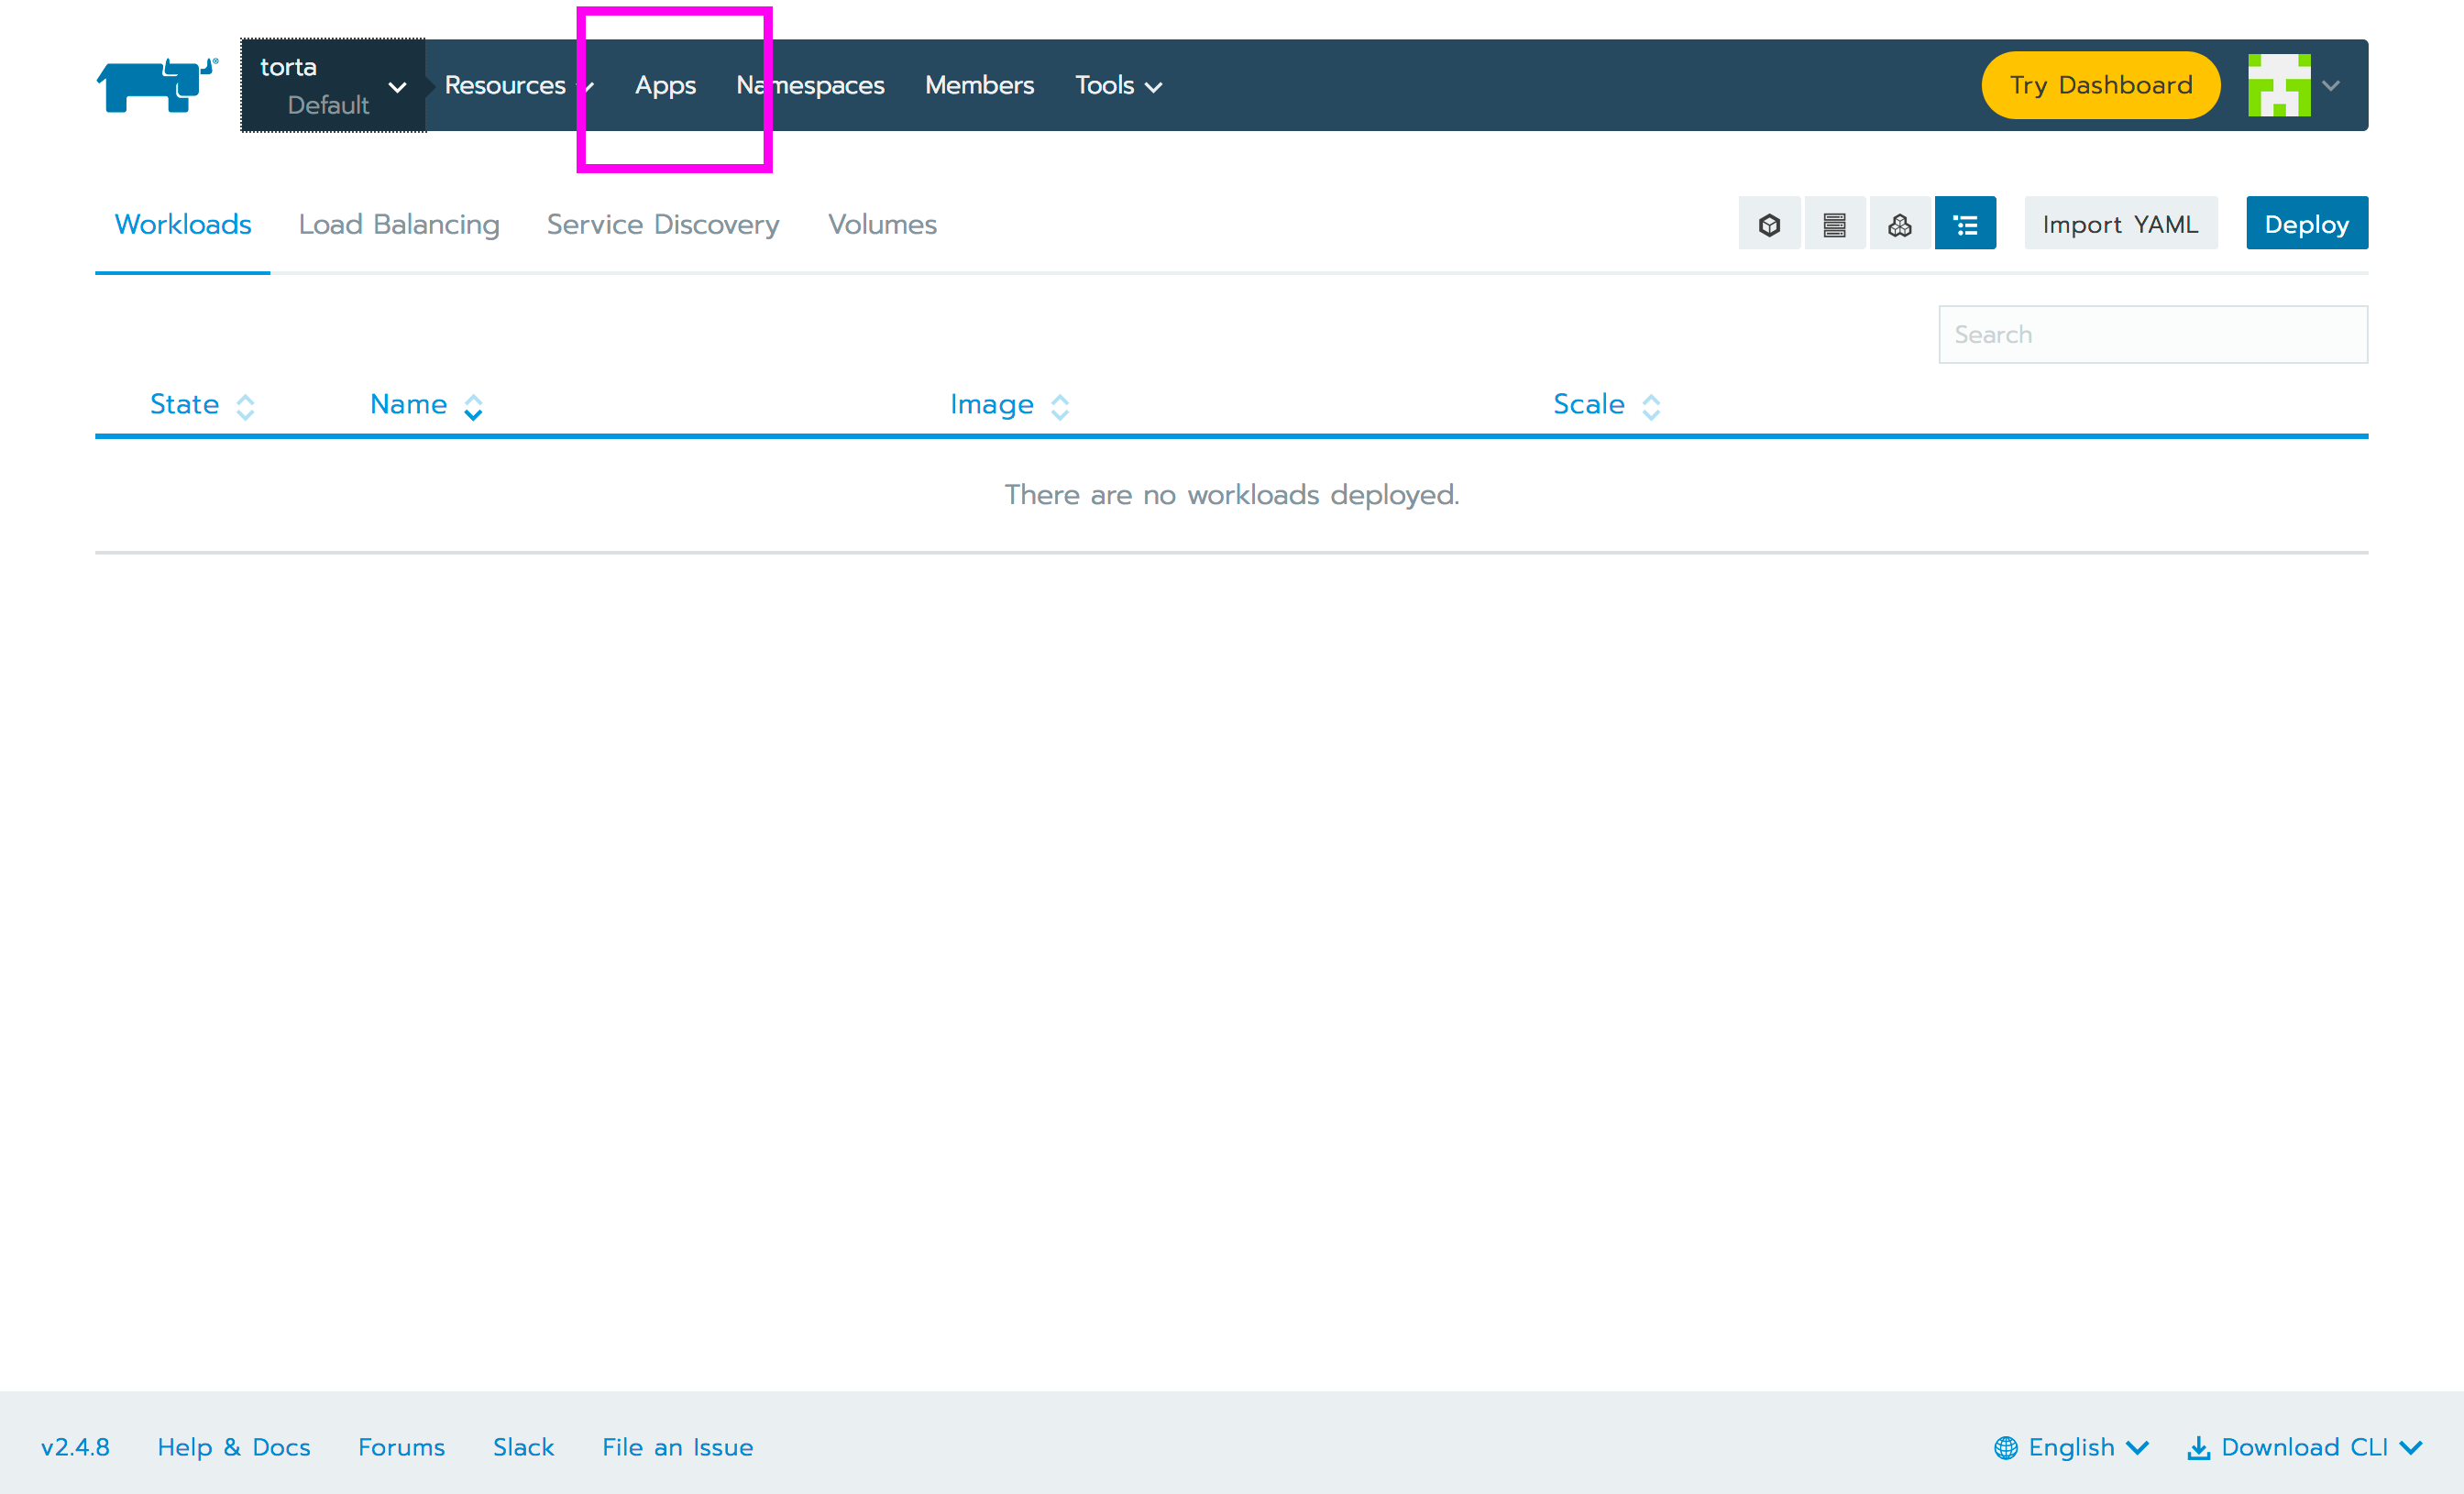 torta
Default
Resources Apps Namespaces Members Tools
Try Dashboard
Workloads Load Balancing Service Discovery Volumes
Import YAML Deploy
Search
State Name Image Scale
There are no workloads deployed.
v2.4.8 Help & Docs Forums Slack File an Issue
English Download CLI